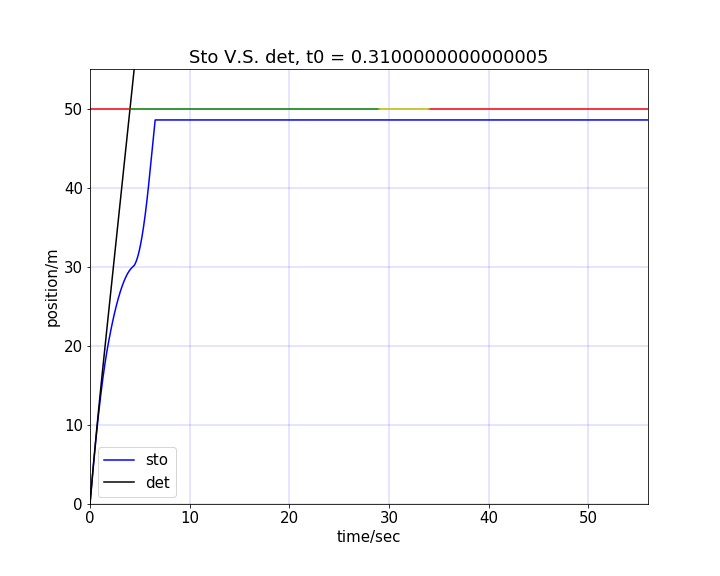 Sto V.S. det, t0 = 0.3100000000000005
50
40
30
20
10
0
position/m
sto
det
0 10 20 30 40 50
time/sec